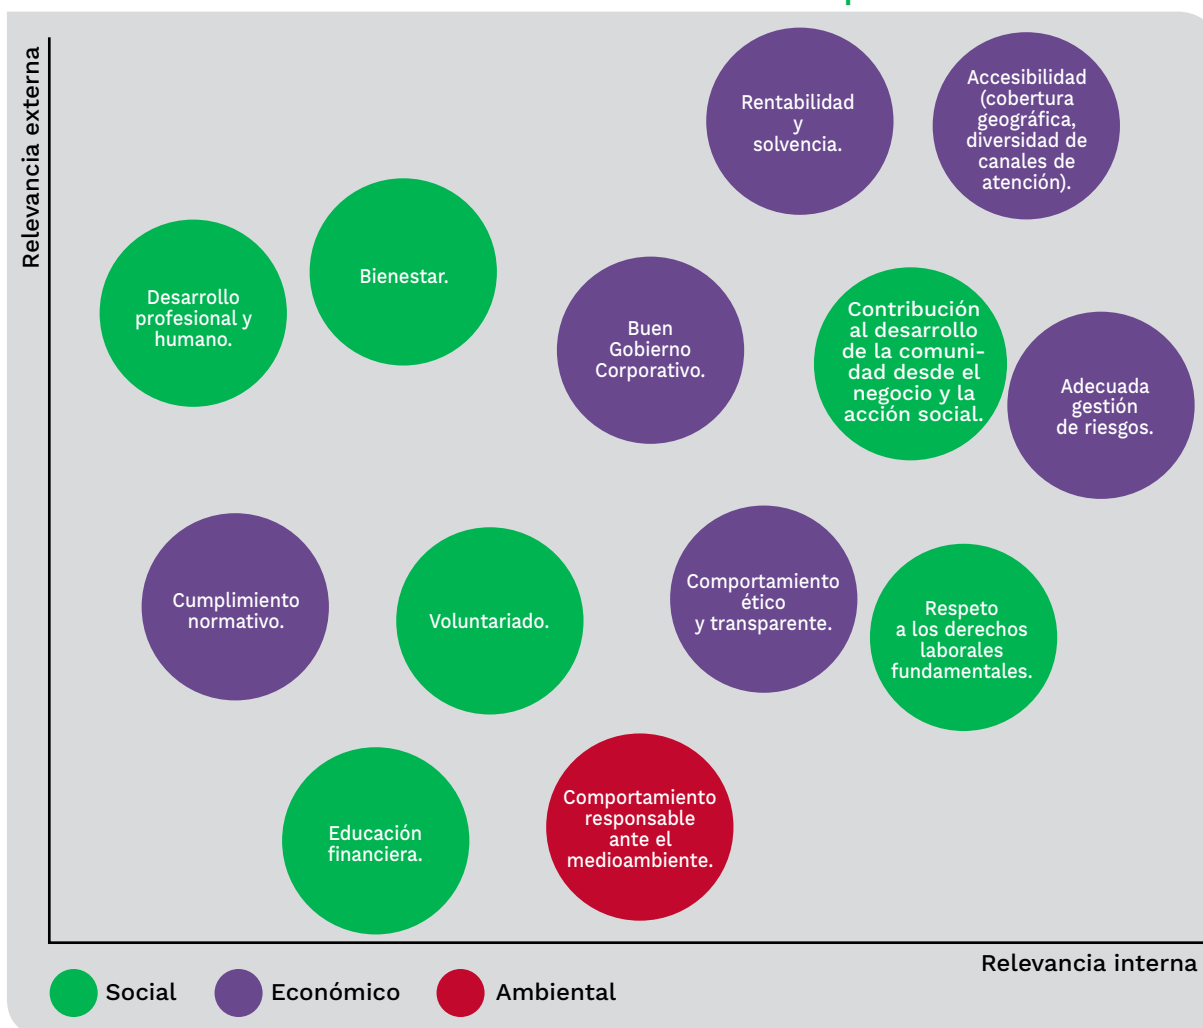 Relevancia externa
Rentabilidad
y
solvencia.
Accesibilidad
(cobertura
geográfica,
diversidad de
canales de
atención).
Desarrollo
profesional y
humano.
Bienestar.
Buen
Gobierno
Corporativo.
Contribución
al desarrollo
de la comuni-
dad desde el
negocio y la
acción social.
Adecuada
gestión
de riesgos.
Cumplimiento
normativo.
Voluntariado.
Comportamiento
ético
y transparente.
Respeto
a los derechos
laborales
fundamentales.
Educación
financiera.
Comportamiento
responsable
ante el
medioambiente.
Relevancia interna
Social
Económico
Ambiental